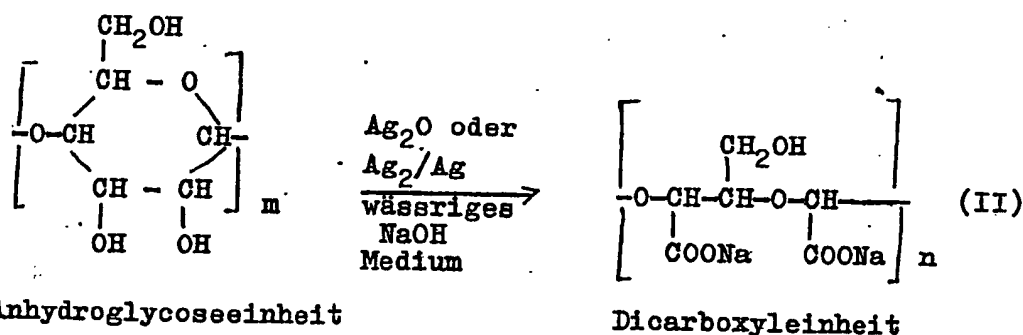 CH2OH
CH - O
-O-CH CH-
CH - CH
OH OH
m
Ag2O oder
Ag2/Ag
wässriges
NaOH
Medium
CH2OH
-O-CH-CH-O-CH-
COONa COONa
n
(II)
Anhydroglycoseeinheit
Dicarboxyleinheit